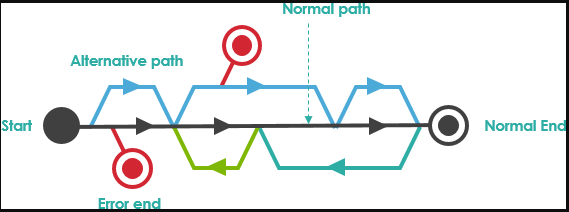 Normal path
Alternative path
Start
Normal End
Error end